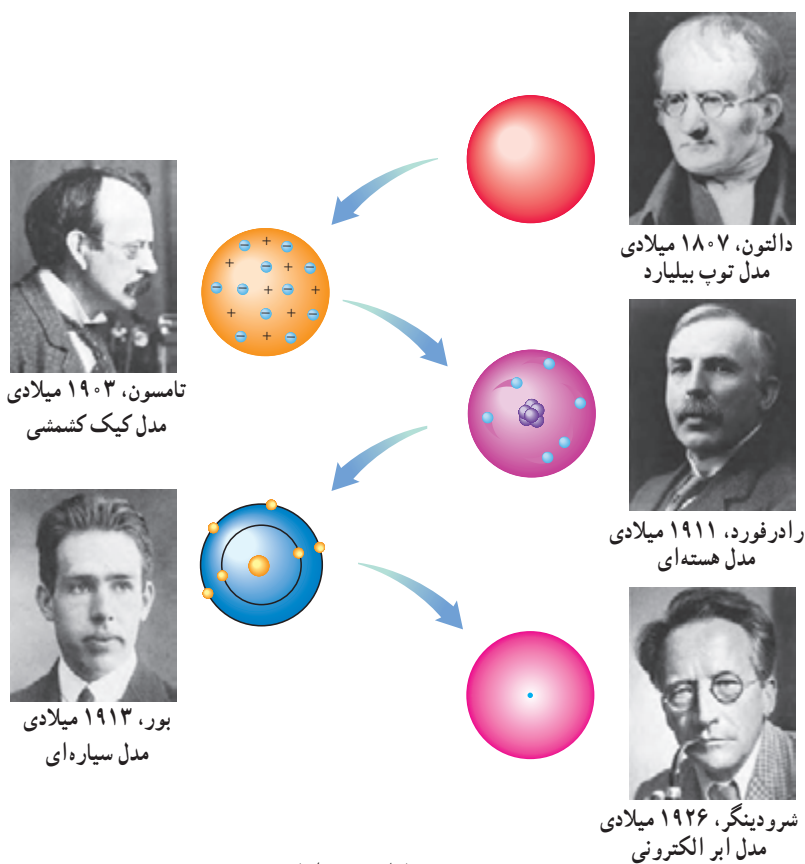 دالتون، ۱۸۰۷ میلادی
مدل توپ بیلیارد
تامسون، ۱۹۰۳ میلادی
مدل کیک کشمشی
رادرفورد، ۱۹۱۱ میلادی
مدل هسته‌ای
بور، ۱۹۱۳ میلادی
مدل سیاره‌ای
شرودینگر، ۱۹۲۶ میلادی
مدل ابر الکترونی